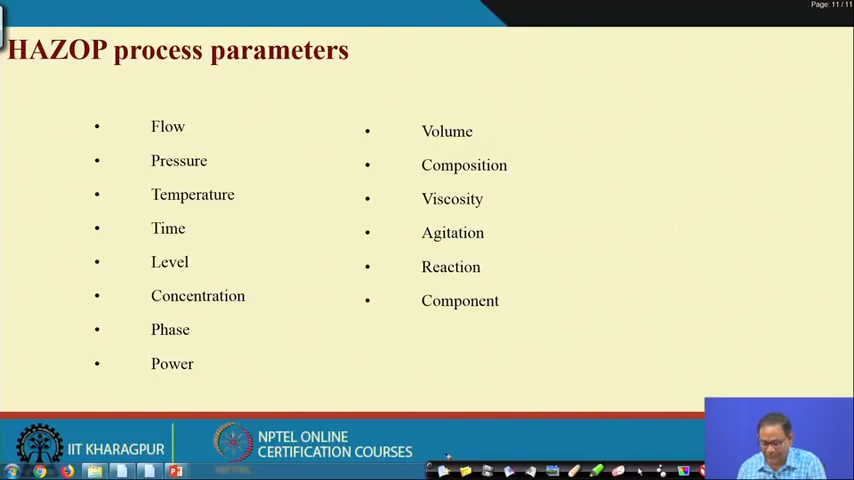 Page: 11 / 11
HAZOP process parameters
• Flow
• Pressure
• Temperature
• Time
• Level
• Concentration
• Phase
• Power
• Volume
• Composition
• Viscosity
• Agitation
• Reaction
• Component
IIT KHARAGPUR
NPTEL ONLINE
CERTIFICATION COURSES
NPTEL